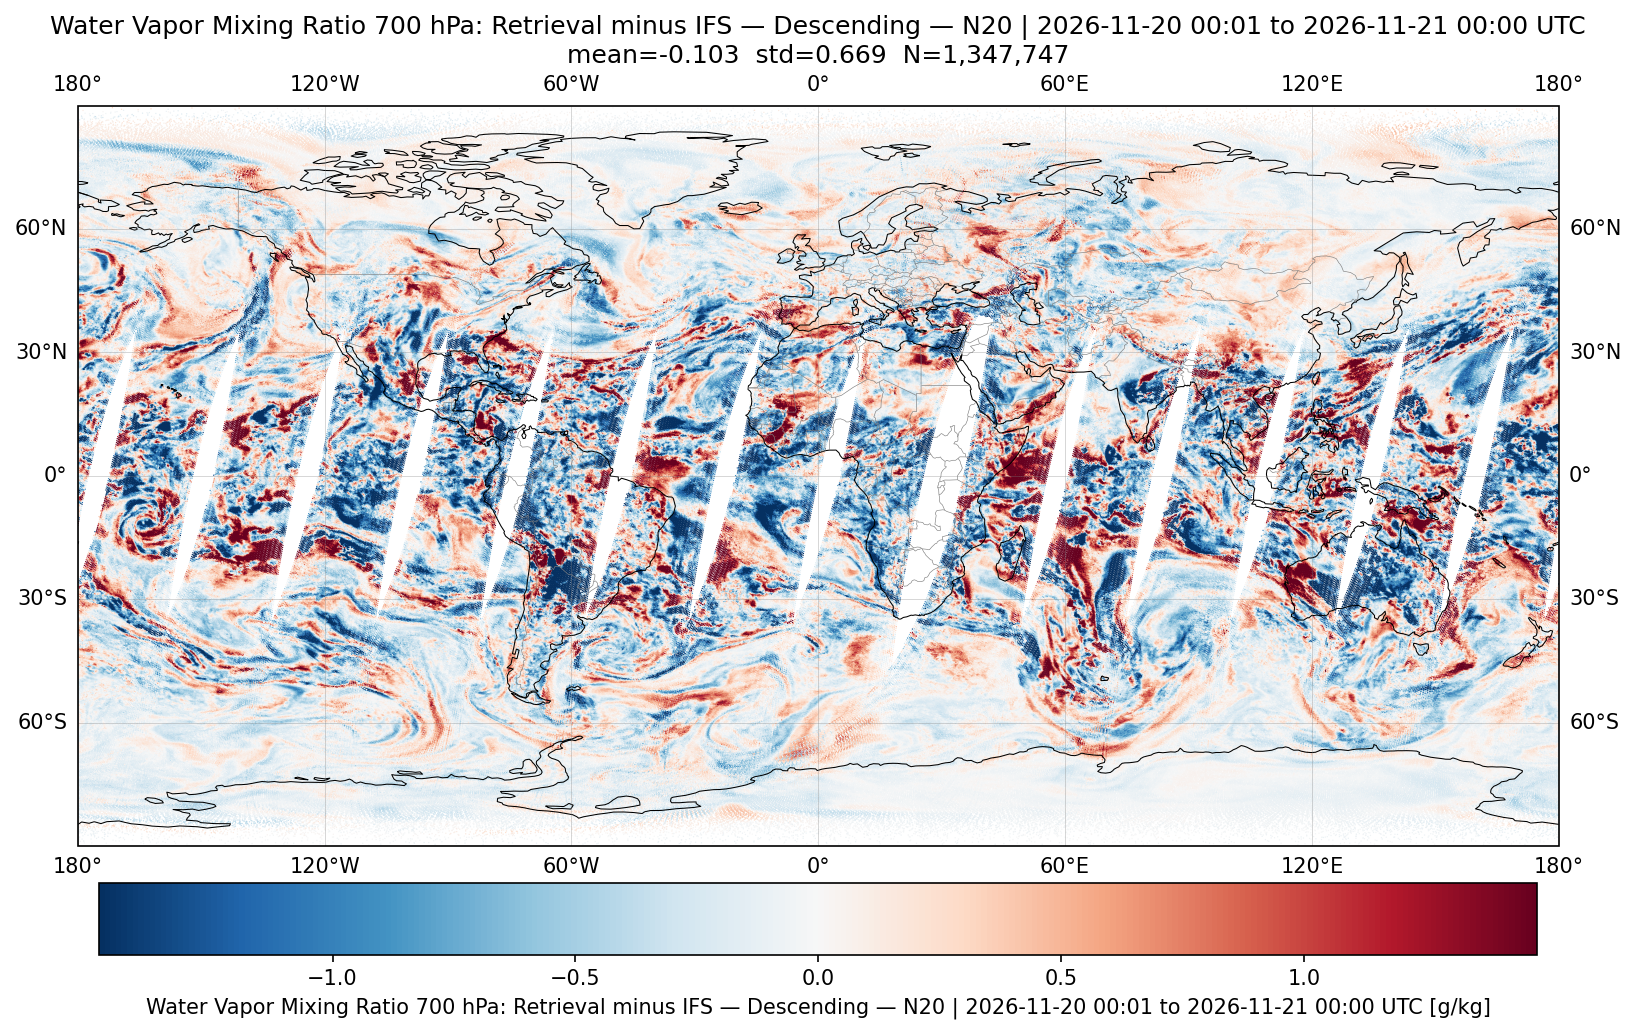 Water Vapor Mixing Ratio 700 hPa: Retrieval minus IFS — Descending — N20 | 2026-11-20 00:01 to 2026-11-21 00:00 UTC
mean=-0.103 std=0.669 N=1,347,747
180° 120°W 60°W 0° 60°E 120°E 180°
60°N 60°N
30°N 30°N
0° 0°
30°S 30°S
60°S 60°S
180° 120°W 60°W 0° 60°E 120°E 180°
−1.0 −0.5 0.0 0.5 1.0
Water Vapor Mixing Ratio 700 hPa: Retrieval minus IFS — Descending — N20 | 2026-11-20 00:01 to 2026-11-21 00:00 UTC [g/kg]